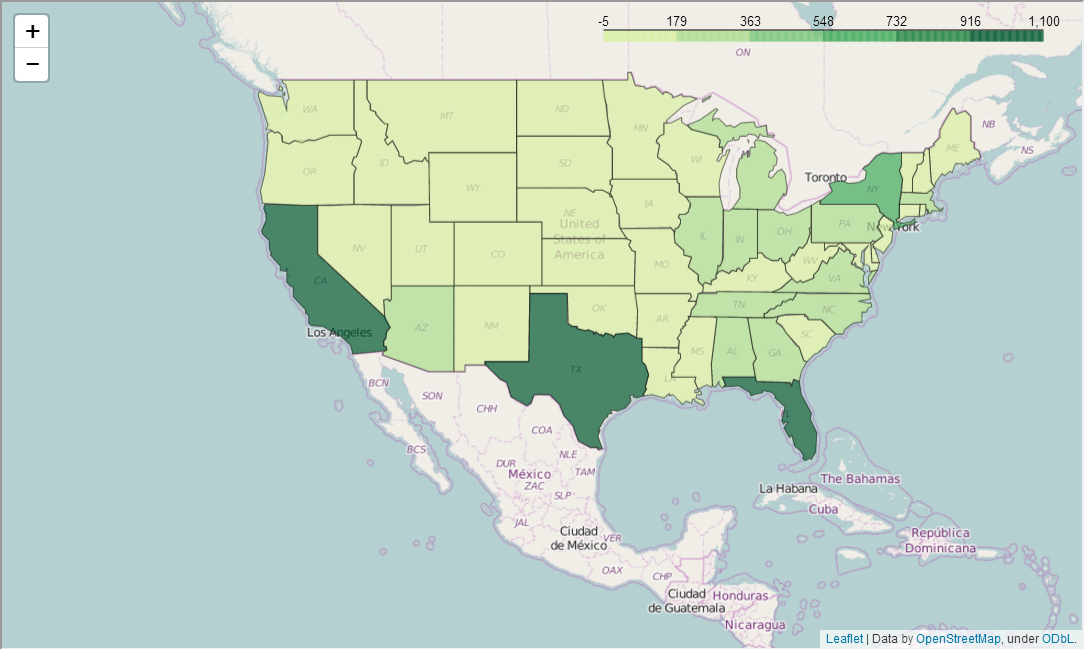 +
−
-5 179 363 548 732 916 1,100
ON
WA
MT
ND
MN
NB
NS
ME
OR
ID
SD
WI
MI
WY
Toronto
NY
IA
NE
New York
United
States of
America
NV
UT
CO
IL
IN
OH
PA
MO
WV
VA
KY
CA
Los Angeles
AZ
NM
OK
AR
TN
NC
SC
MS
AL
GA
TX
LA
FL
BCN
SON
CHH
COA
BCS
NLE
DUR
México
TAM
ZAC
SLP
JAL
Ciudad
de México
VER
OAX
CHP
La Habana
The Bahamas
Cuba
República
Dominicana
Ciudad
de Guatemala
Honduras
Nicaragua
Leaflet | Data by OpenStreetMap, under ODbL.